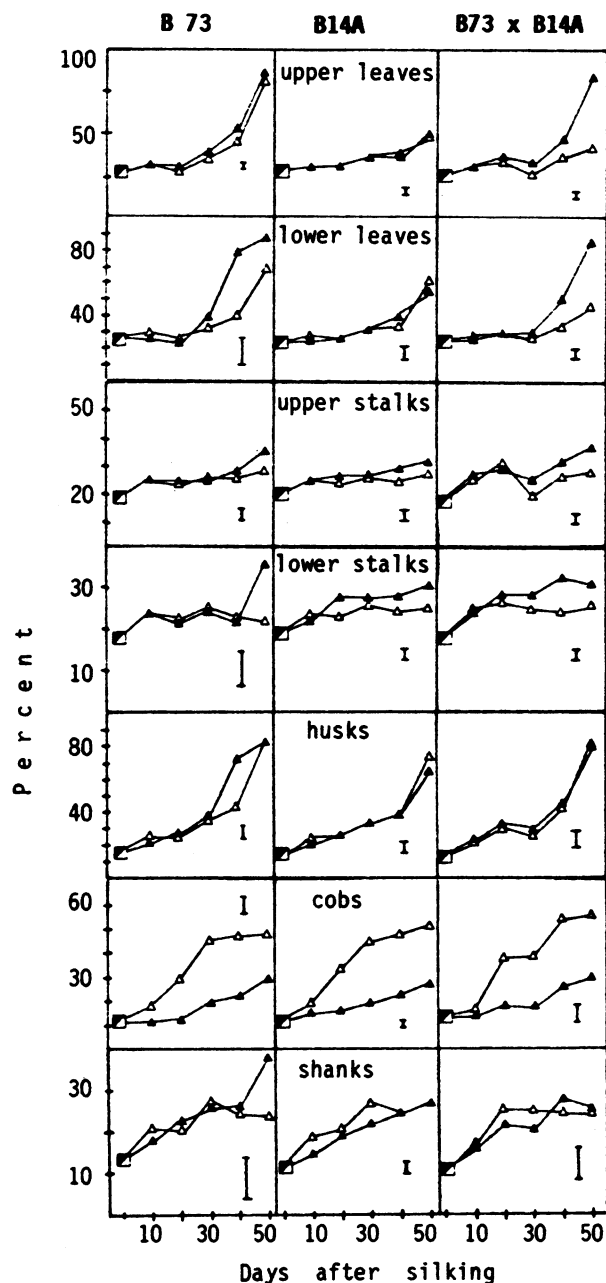 B 73 B14A B73 x B14A
100
upper leaves
50
lower leaves
80
40
upper stalks
50
20
lower stalks
30
10
Percent
husks
80
40
cobs
60
30
shanks
30
10
10 30 50 10 30 50 10 30 50
Days after silking